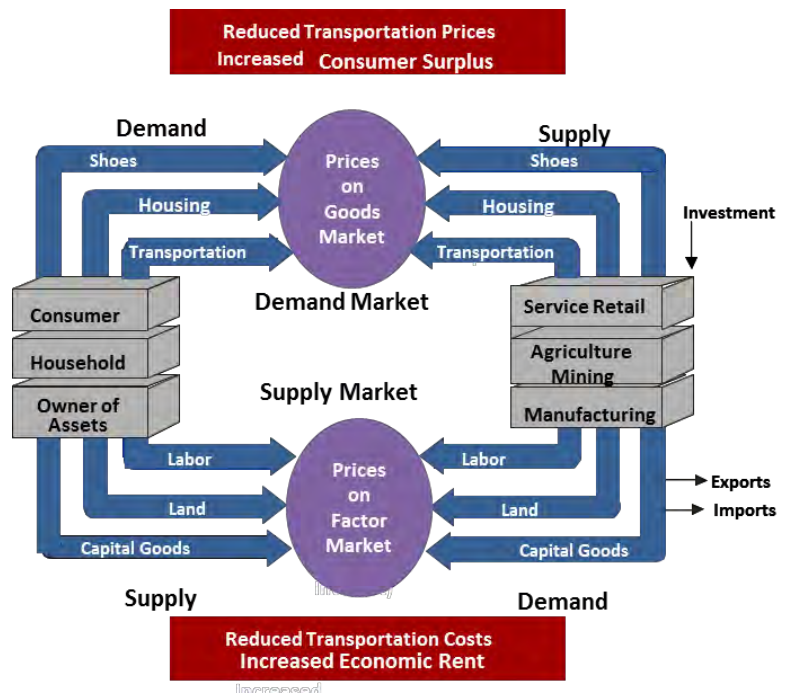 Reduced Transportation Prices
Increased Consumer Surplus
Demand
Supply
Shoes
Prices
on
Goods
Market
Shoes
Housing
Housing
Investment
Transportation
Transportation
Demand Market
Consumer
Household
Owner of
Assets
Service Retail
Agriculture
Mining
Manufacturing
Supply Market
Labor
Prices
on
Factor
Market
Labor
Land
Land
Capital Goods
Capital Goods
Exports
Imports
Supply
Demand
Reduced Transportation Costs
Increased Economic Rent
Increased